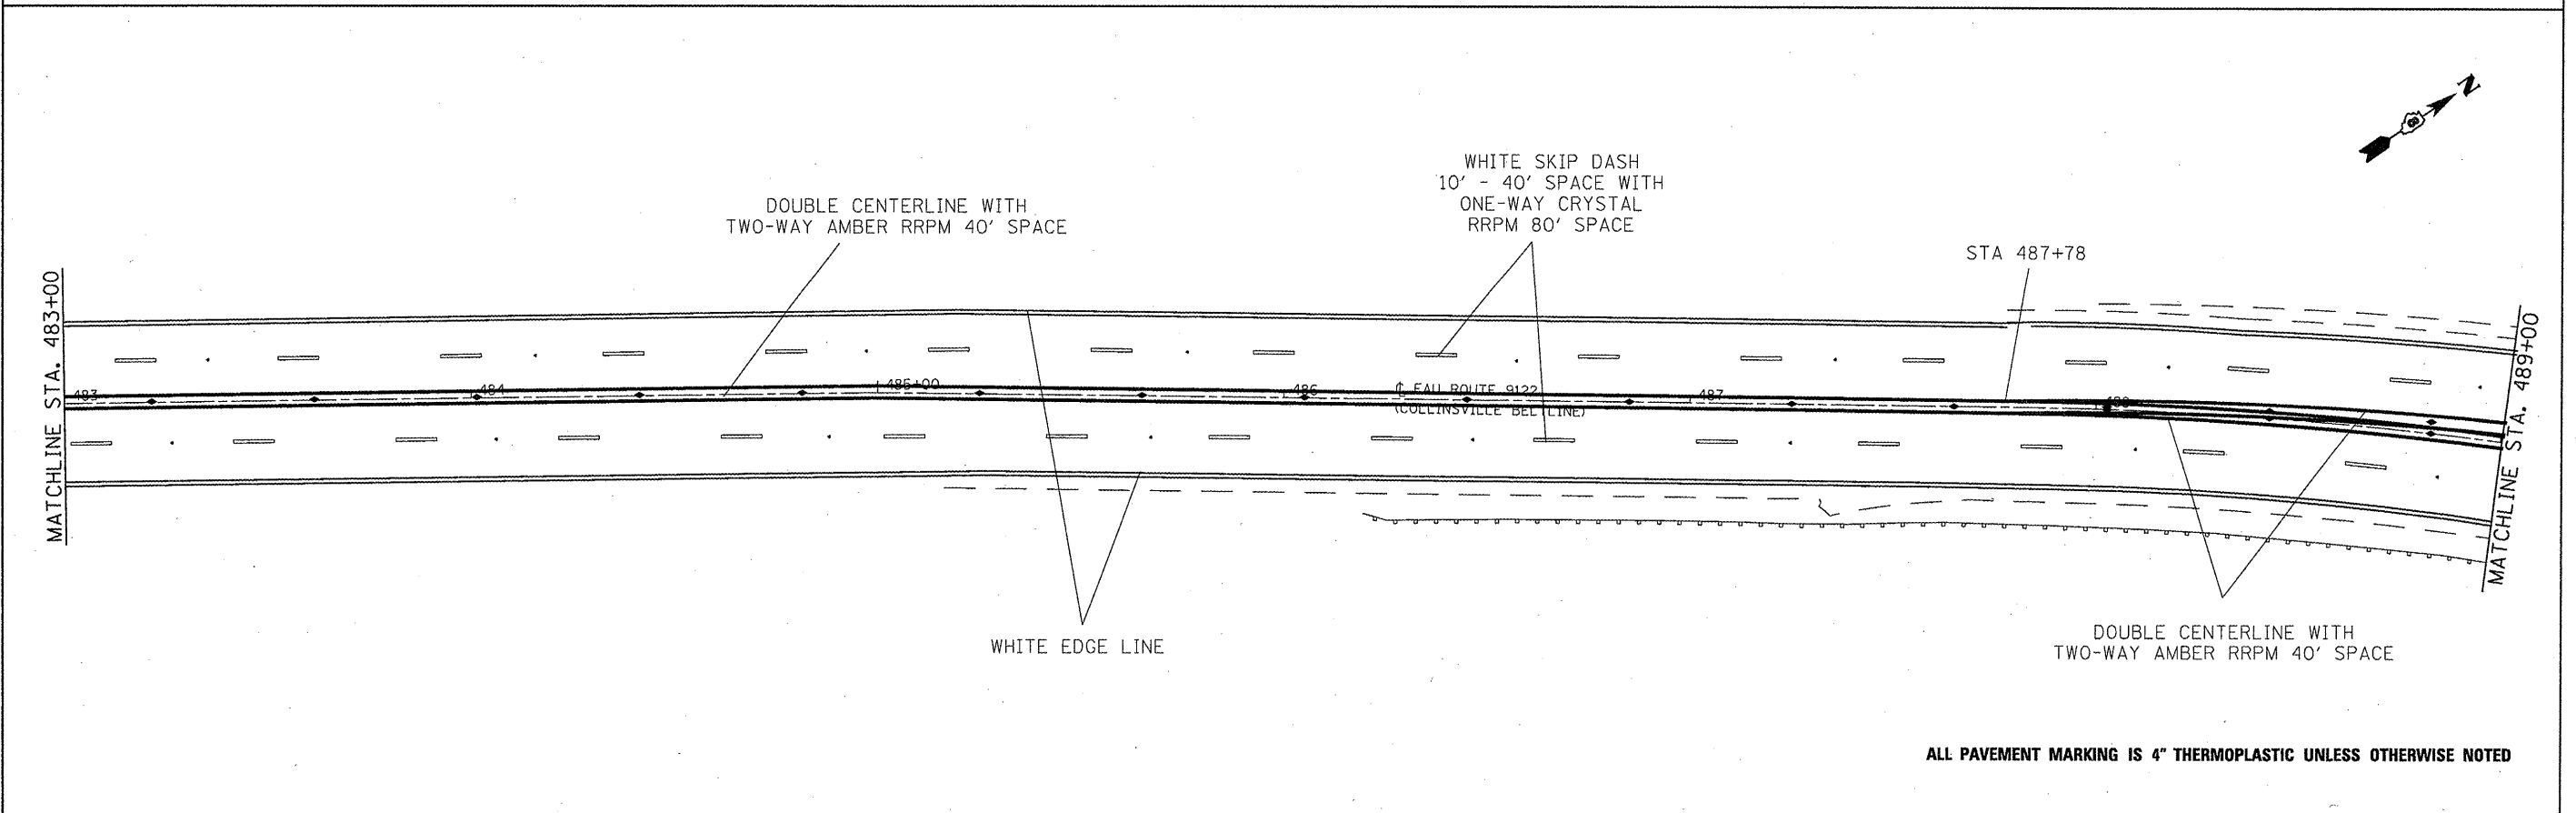 N
WHITE SKIP DASH
10' - 40' SPACE WITH
ONE-WAY CRYSTAL
RRPM 80' SPACE
DOUBLE CENTERLINE WITH
TWO-WAY AMBER RRPM 40' SPACE
STA 487+78
MATCHLINE STA. 483+00
483
484
485+00
486
℄ FAU ROUTE 9122
(COLLINSVILLE BELTLINE)
487
488
MATCHLINE STA. 489+00
WHITE EDGE LINE
DOUBLE CENTERLINE WITH
TWO-WAY AMBER RRPM 40' SPACE
ALL PAVEMENT MARKING IS 4" THERMOPLASTIC UNLESS OTHERWISE NOTED